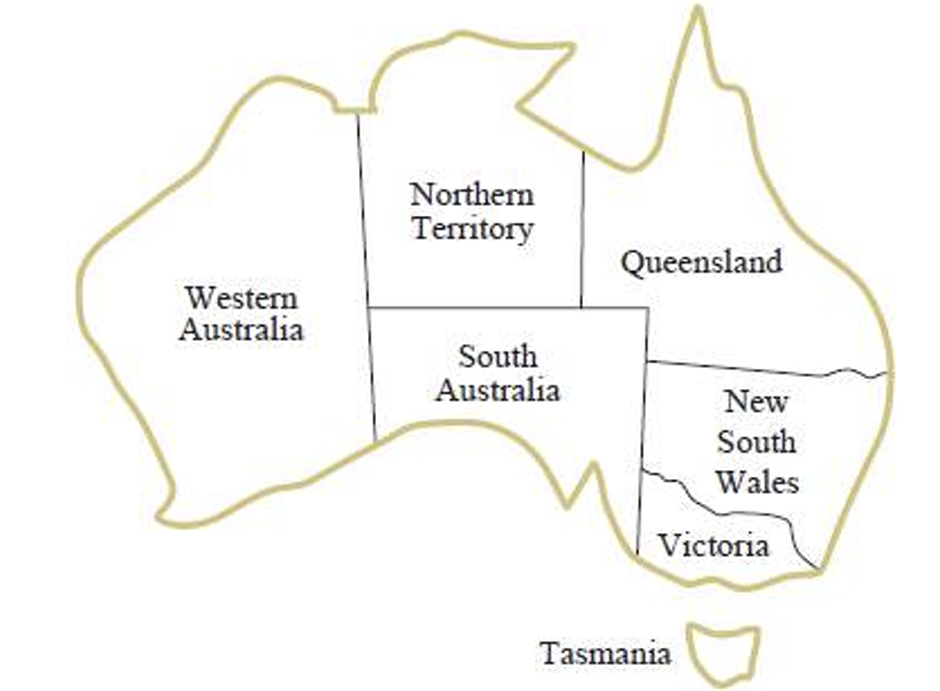 Northern
Territory
Queensland
Western
Australia
South
Australia
New
South
Wales
Victoria
Tasmania